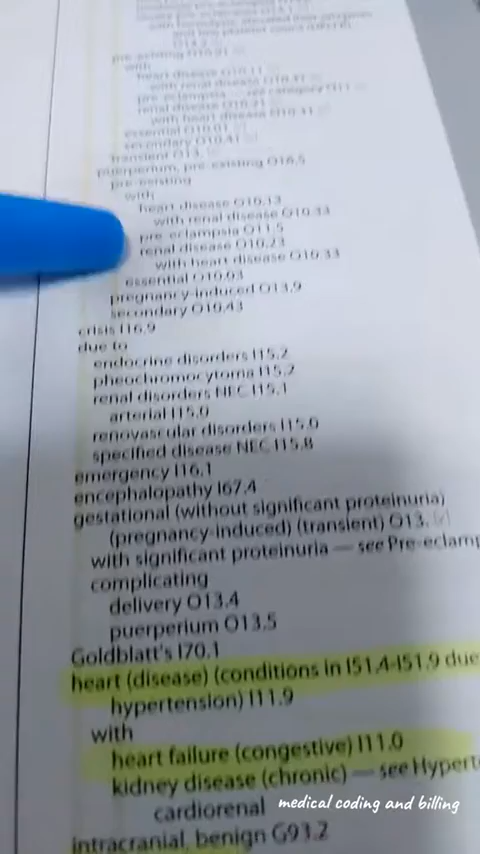 pre-existing O10.91
with
heart disease O10.11
with renal disease O10.31
pre-eclampsia — see category O11
renal disease O10.21
with heart disease O10.31
essential O10.01
secondary O10.41
transient O13.
puerperium, pre-existing O16.5
pre-existing
with
heart disease O10.13
with renal disease O10.33
pre-eclampsia O11.5
renal disease O10.23
with heart disease O10.33
essential O10.03
pregnancy-induced O13.9
secondary O10.43
crisis I16.9
due to
endocrine disorders I15.2
pheochromocytoma I15.2
renal disorders NEC I15.1
arterial I15.0
renovascular disorders I15.0
specified disease NEC I15.8
emergency I16.1
encephalopathy I67.4
gestational (without significant proteinuria)
(pregnancy-induced) (transient) O13.
with significant proteinuria — see Pre-eclamp
complicating
delivery O13.4
puerperium O13.5
Goldblatt's I70.1
heart (disease) (conditions in I51.4-I51.9 due
hypertension) I11.9
with
heart failure (congestive) I11.0
kidney disease (chronic) — see Hypert
cardiorenal
intracranial, benign G93.2
medical coding and billing